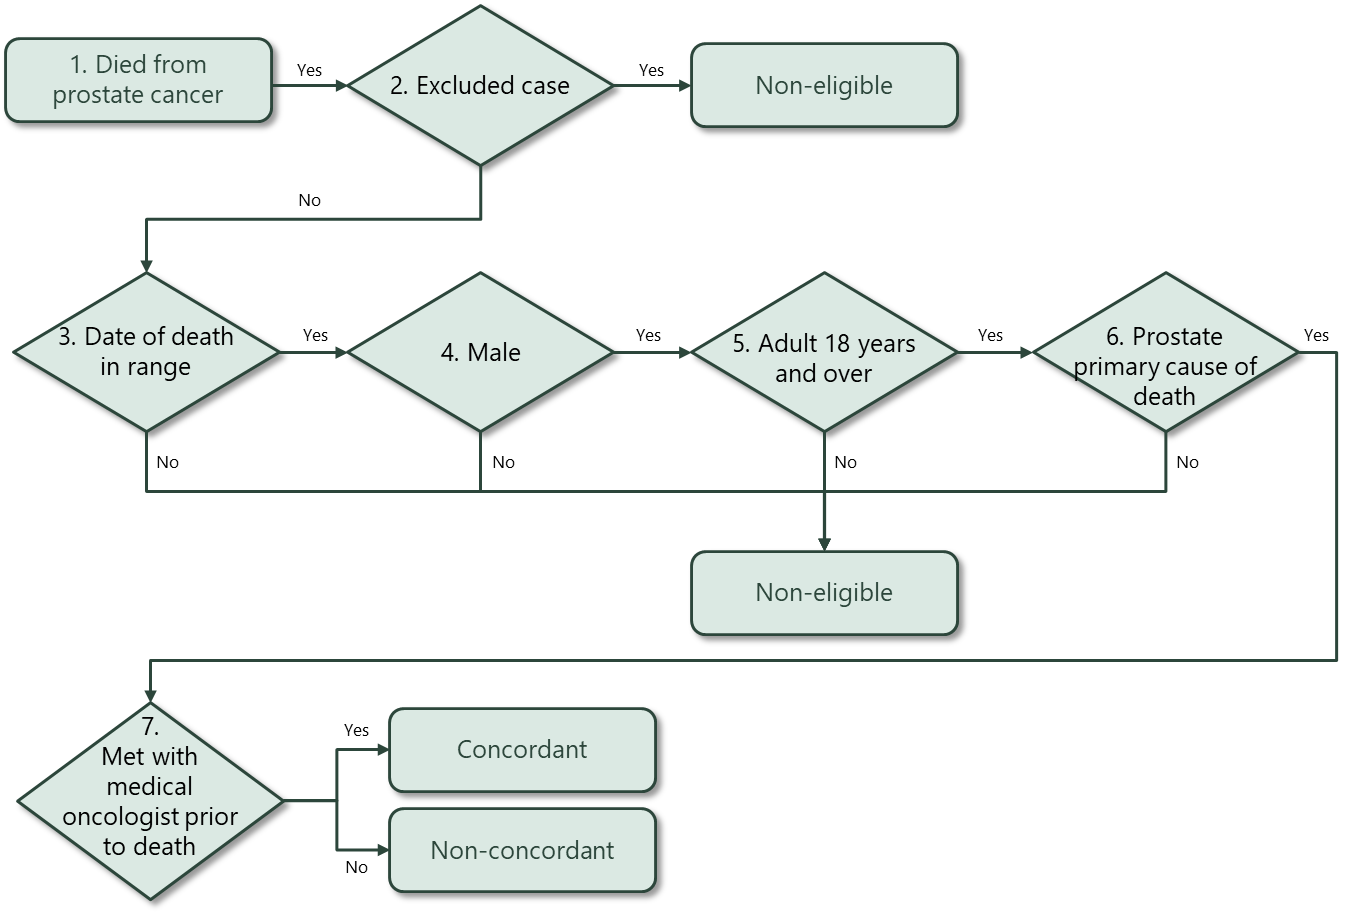 1. Died from
prostate cancer
Yes
2. Excluded case
Yes
Non-eligible
No
3. Date of death
in range
Yes
4. Male
Yes
5. Adult 18 years
and over
Yes
6. Prostate
primary cause of
death
Yes
No
No
No
No
Non-eligible
7.
Met with
medical
oncologist prior
to death
Yes
Concordant
No
Non-concordant